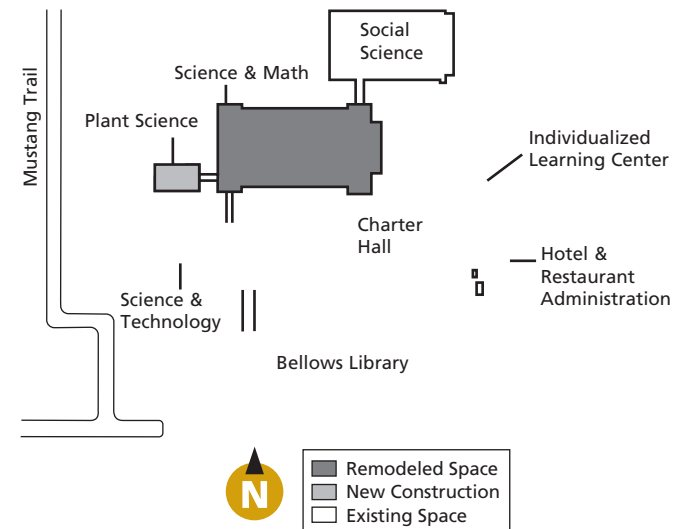 Social
Science
Science & Math
Plant Science
Mustang Trail
Individualized
Learning Center
Charter
Hall
Hotel &
Restaurant
Administration
Science &
Technology
Bellows Library
N
Remodeled Space
New Construction
Existing Space